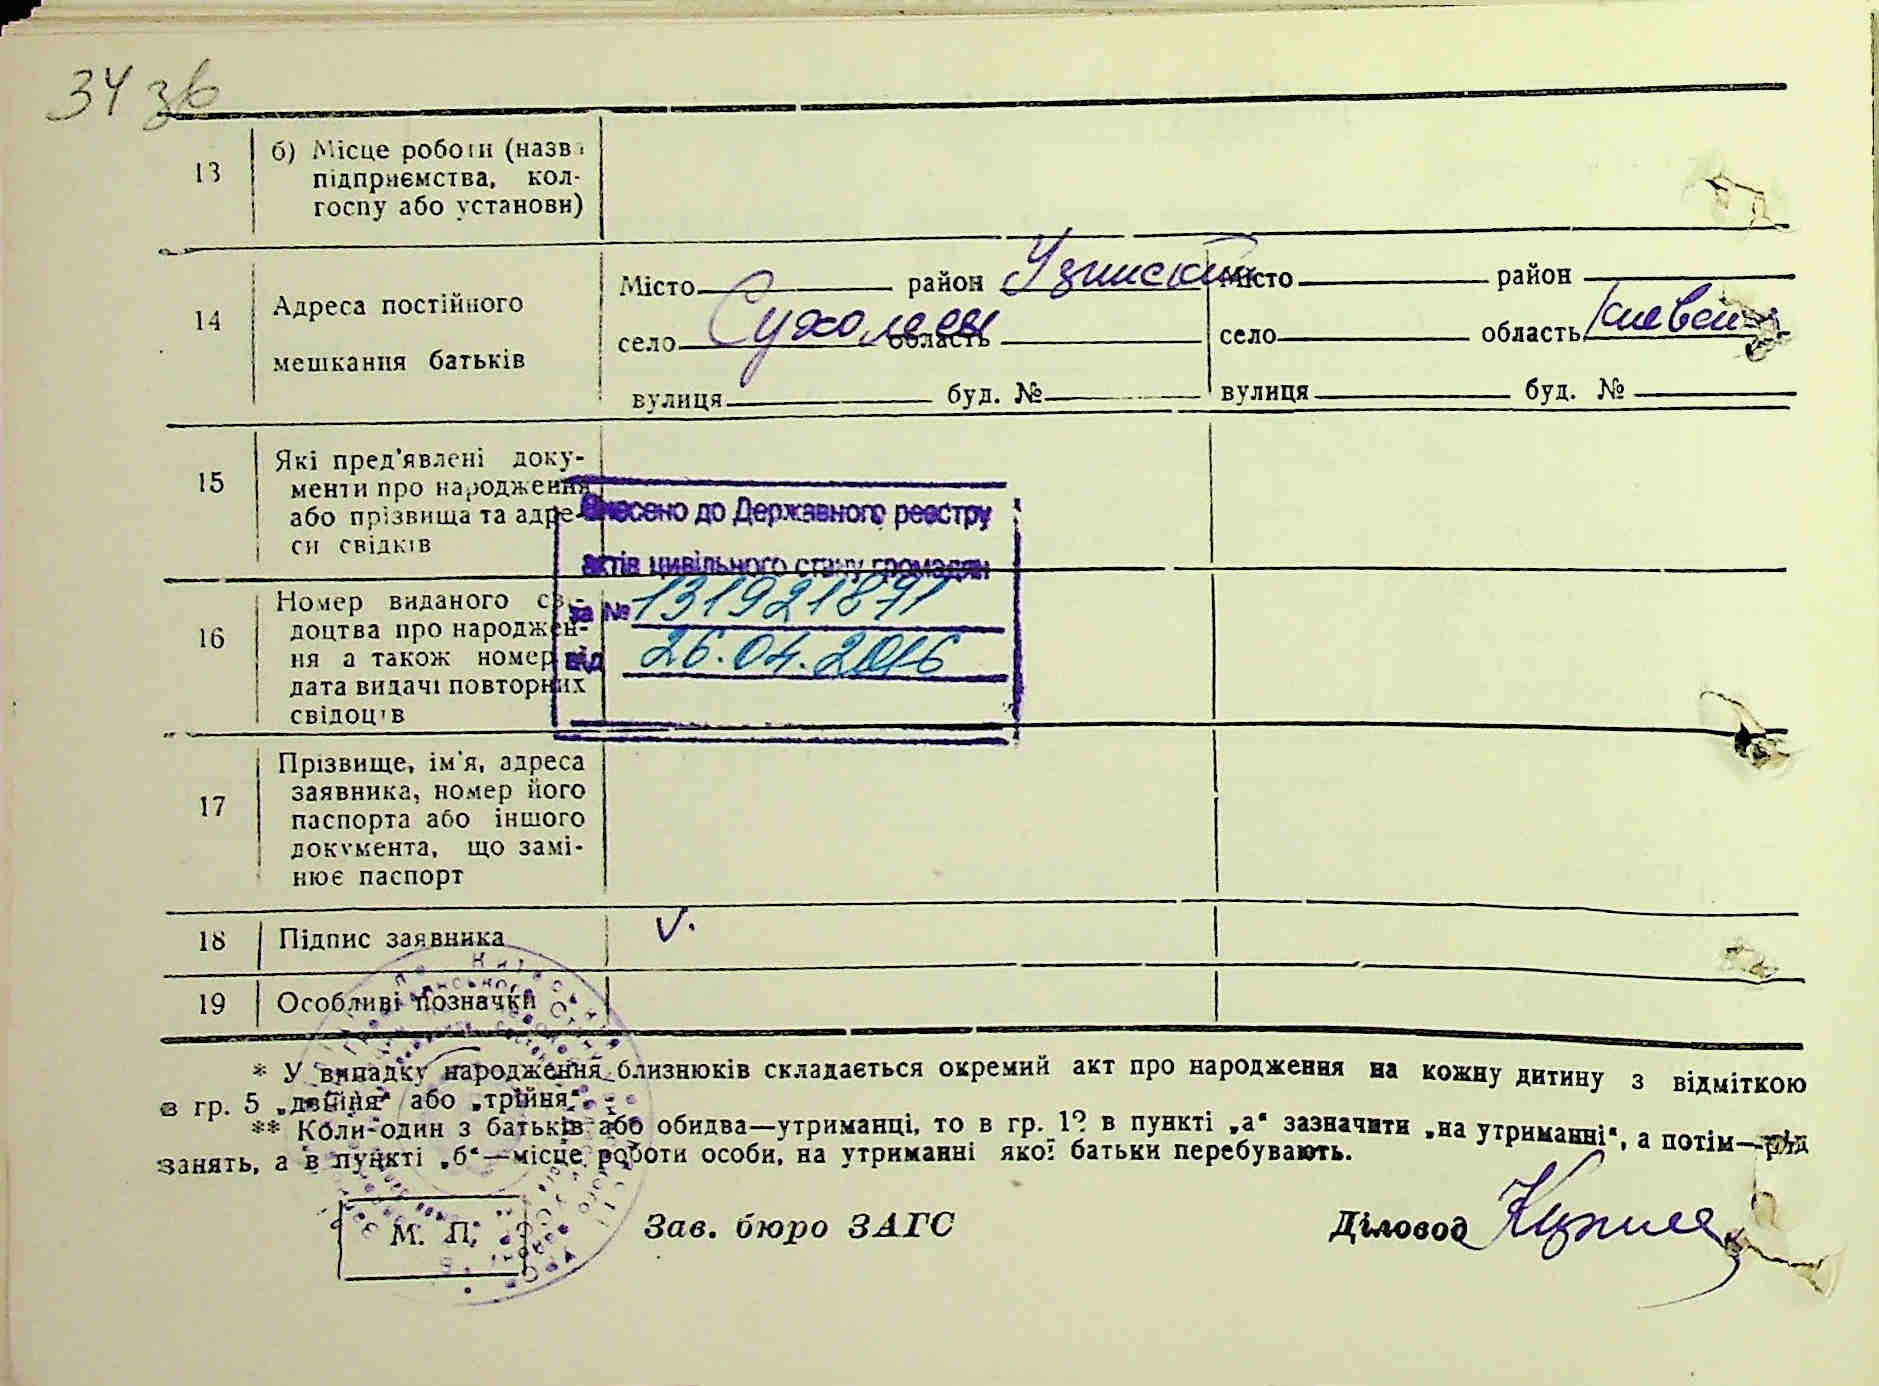 34 зв
13 б) Місце роботи (назва
підприємства, кол-
госпу або установи)
14 Адреса постійного
мешкання батьків
Місто район Узинский Місто район
село Сухолесы область село область Киевск
вулиця буд. № вулиця буд. №
15 Які пред'явлені доку-
менти про народження
або прізвища та адре-
си свідків
Внесено до Державного реєстру
актів цивільного стану громадян
за № 131921871
від 26.04.2016
16 Номер виданого сві-
доцтва про народжен-
ня а також номер і
дата видачі повторних
свідоцтв
17 Прізвище, ім'я, адреса
заявника, номер його
паспорта або іншого
документа, що замі-
нює паспорт
18 Підпис заявника V.
19 Особливі позначки
* У випадку народження близнюків складається окремий акт про народження на кожну дитину з відміткою
в гр. 5 „двійня“ або „трійня“.
** Коли один з батьків або обидва—утриманці, то в гр. 12 в пункті „а“ зазначити „на утриманні“, а потім—рід
занять, а в пункті „б“—місце роботи особи, на утриманні якої батьки перебувають.
М. П. Зав. бюро ЗАГС Діловод